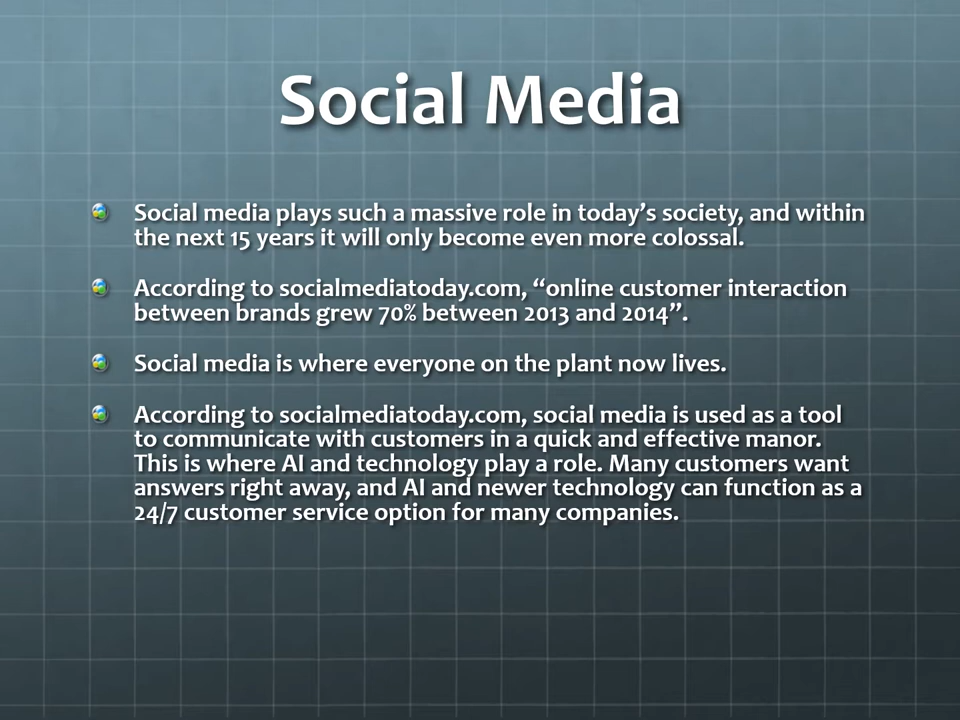 Social Media
Social media plays such a massive role in today’s society, and within
the next 15 years it will only become even more colossal.
According to socialmediatoday.com, “online customer interaction
between brands grew 70% between 2013 and 2014”.
Social media is where everyone on the plant now lives.
According to socialmediatoday.com, social media is used as a tool
to communicate with customers in a quick and effective manor.
This is where AI and technology play a role. Many customers want
answers right away, and AI and newer technology can function as a
24/7 customer service option for many companies.